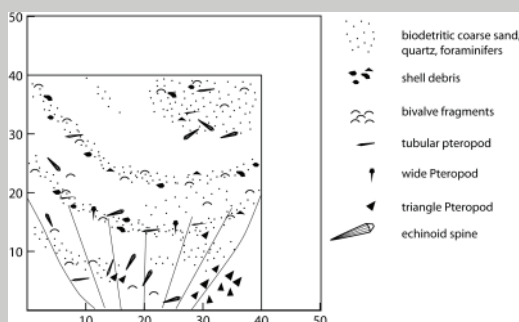 50
40
30
20
10
10 20 30 40 50
biodetritic coarse sand,
quartz, foraminifers
shell debris
bivalve fragments
tubular pteropod
wide Pteropod
triangle Pteropod
echinoid spine